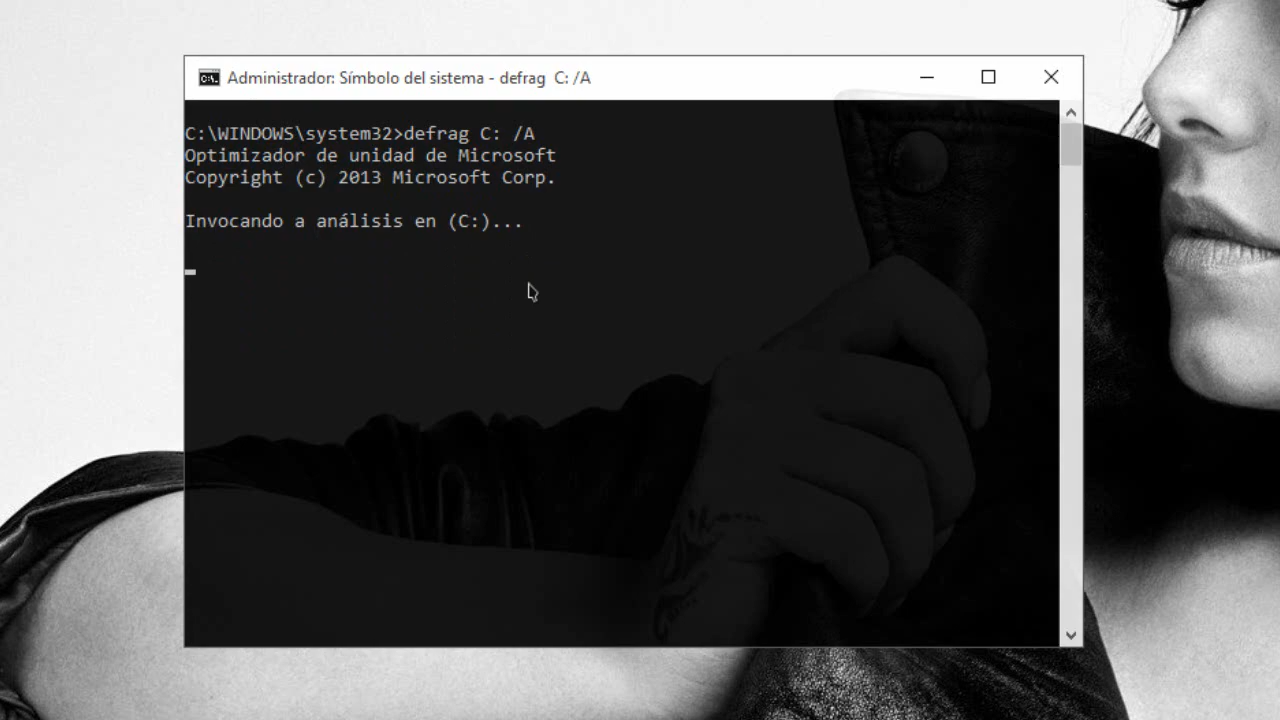 Administrador: Símbolo del sistema - defrag  C: /A
C:\WINDOWS\system32>defrag C: /A
Optimizador de unidad de Microsoft
Copyright (c) 2013 Microsoft Corp.
Invocando a análisis en (C:)...